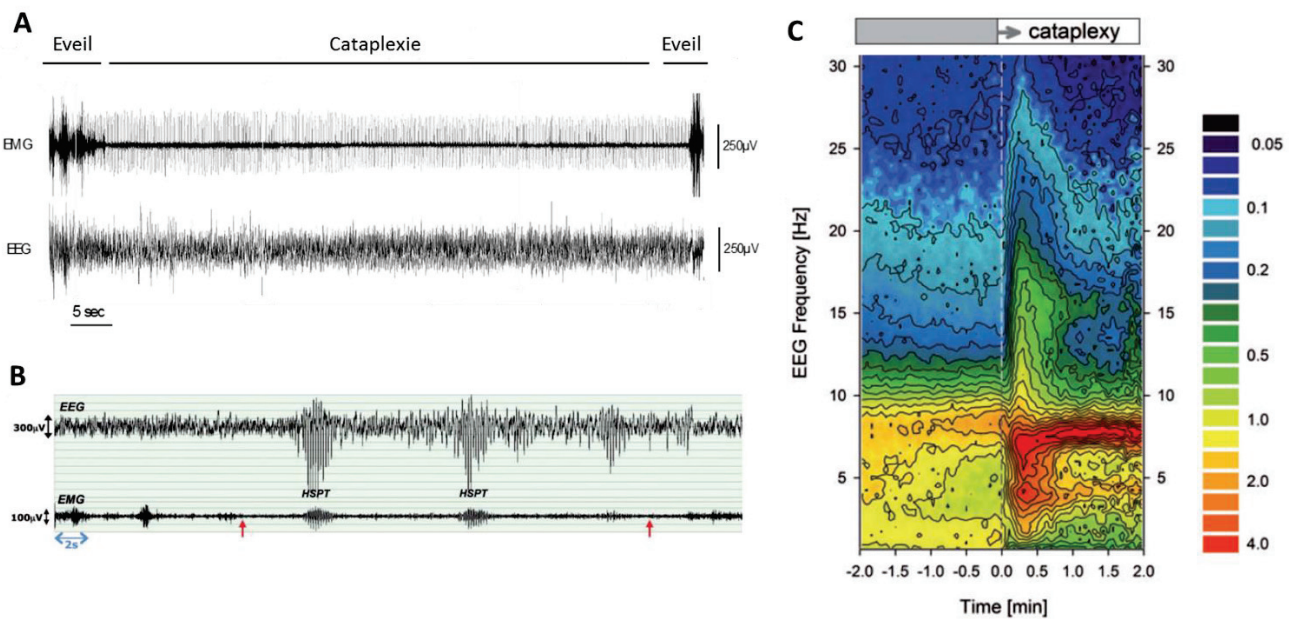 A
Eveil Cataplexie Eveil
EMG
250µV
EEG
250µV
5 sec
B
EEG
300µV
HSPT HSPT
EMG
100µV
2s
C
cataplexy
30 30
25 25
20 20
15 15
10 10
5 5
EEG Frequency [Hz]
-2.0 -1.5 -1.0 -0.5 0.0 0.5 1.0 1.5 2.0
Time [min]
0.05
0.1
0.2
0.5
1.0
2.0
4.0